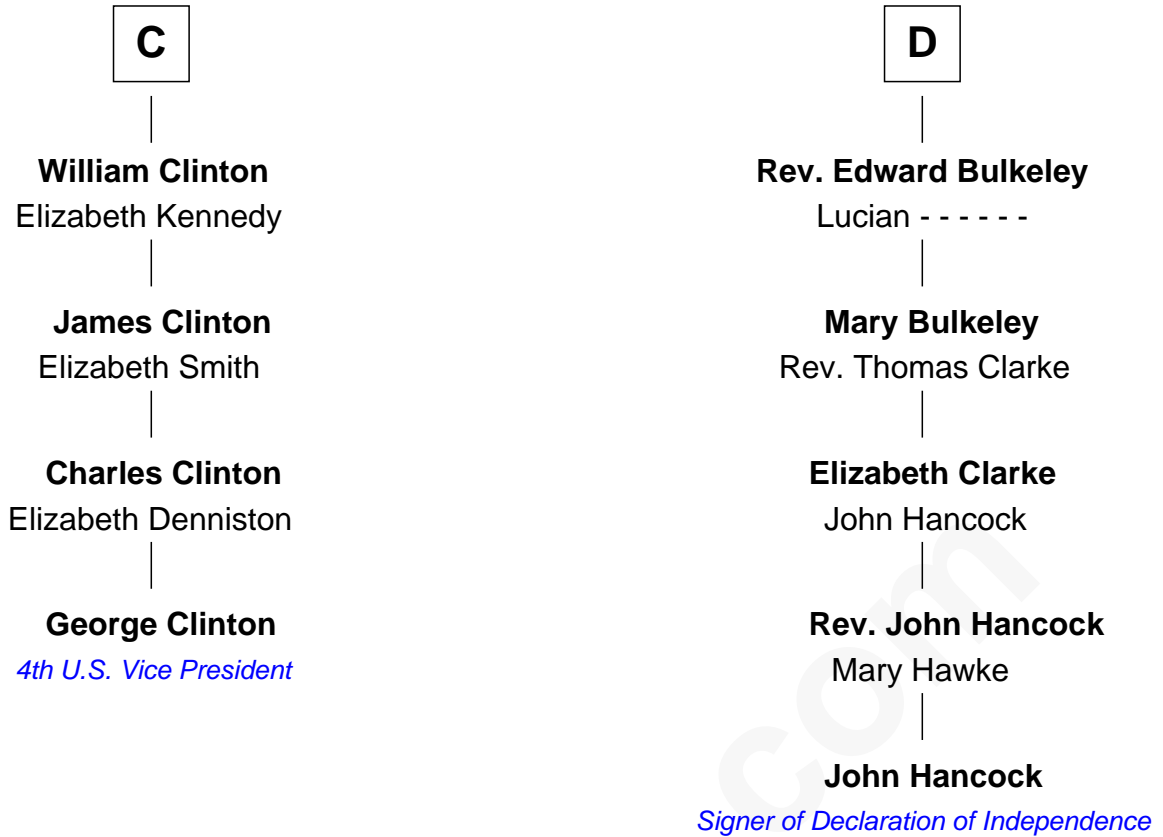 C
William Clinton
Elizabeth Kennedy
James Clinton
Elizabeth Smith
Charles Clinton
Elizabeth Denniston
George Clinton
4th U.S. Vice President
D
Rev. Edward Bulkeley
Lucian - - - - - -
Mary Bulkeley
Rev. Thomas Clarke
Elizabeth Clarke
John Hancock
Rev. John Hancock
Mary Hawke
John Hancock
Signer of Declaration of Independence
com